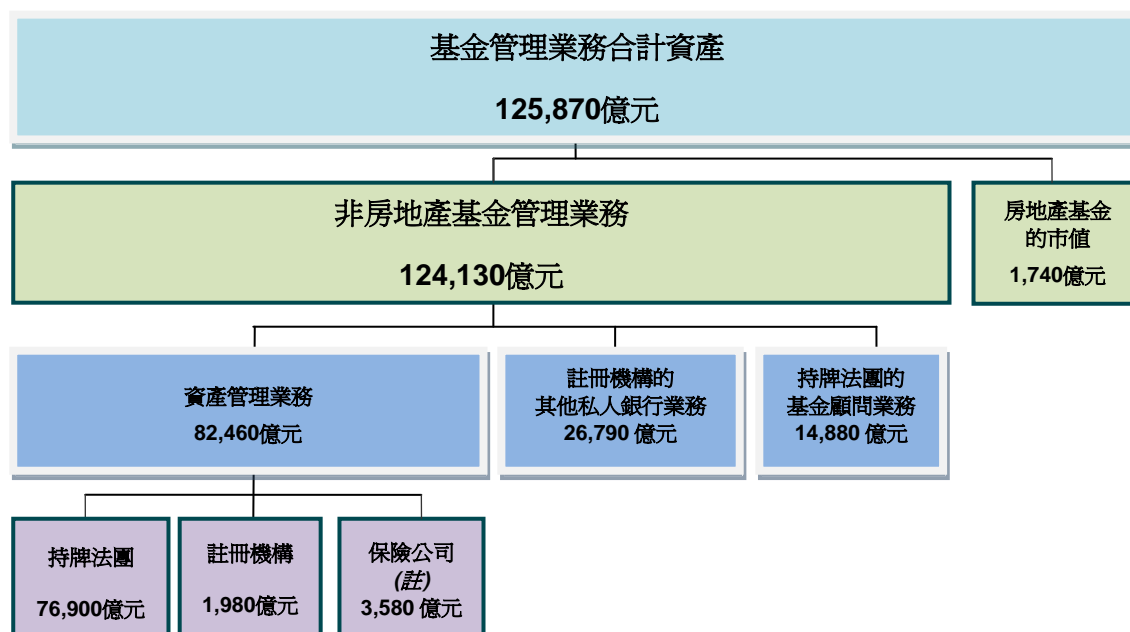 基金管理業務合計資產
125,870億元
非房地產基金管理業務
124,130億元
房地產基金
的市值
1,740億元
資產管理業務
82,460億元
註冊機構的
其他私人銀行業務
26,790 億元
持牌法團的
基金顧問業務
14,880 億元
持牌法團
76,900億元
註冊機構
1,980億元
保險公司
(註)
3,580 億元